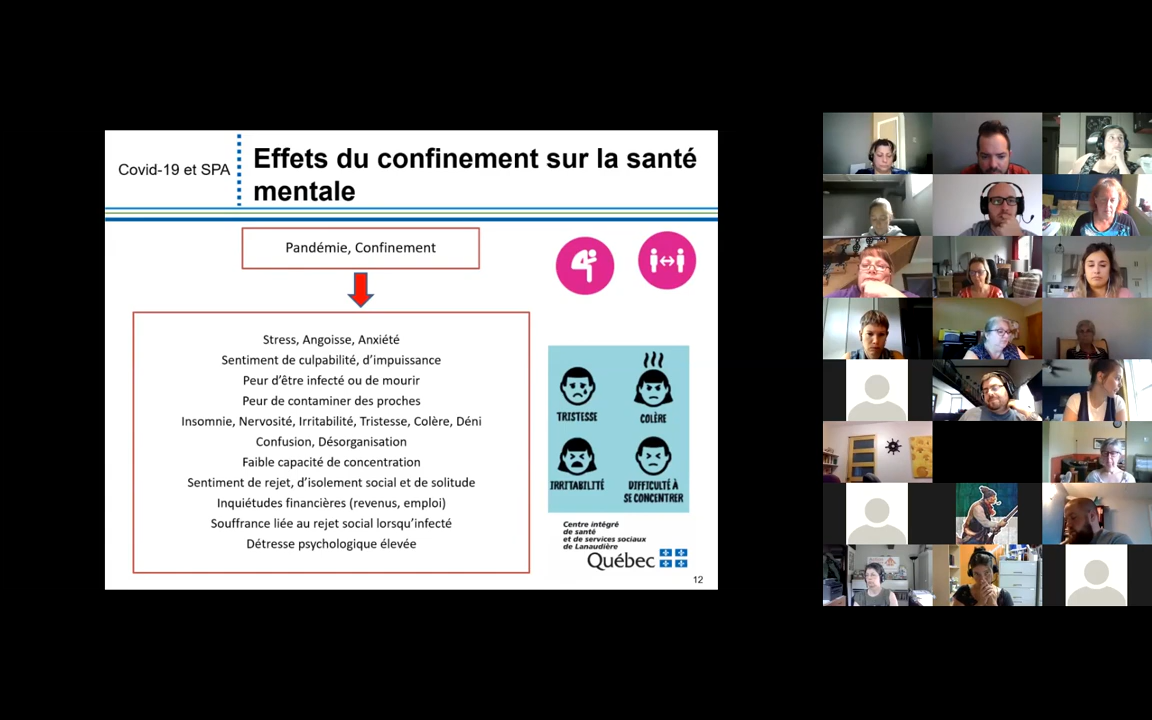 Covid-19 et SPA
Effets du confinement sur la santé
mentale
Pandémie, Confinement
Stress, Angoisse, Anxiété
Sentiment de culpabilité, d'impuissance
Peur d'être infecté ou de mourir
Peur de contaminer des proches
Insomnie, Nervosité, Irritabilité, Tristesse, Colère, Déni
Confusion, Désorganisation
Faible capacité de concentration
Sentiment de rejet, d'isolement social et de solitude
Inquiétudes financières (revenus, emploi)
Souffrance liée au rejet social lorsqu'infecté
Détresse psychologique élevée
TRISTESSE
COLÈRE
IRRITABILITÉ
DIFFICULTÉ À
SE CONCENTRER
Centre intégré
de santé
et de services sociaux
de Lanaudière
Québec
12